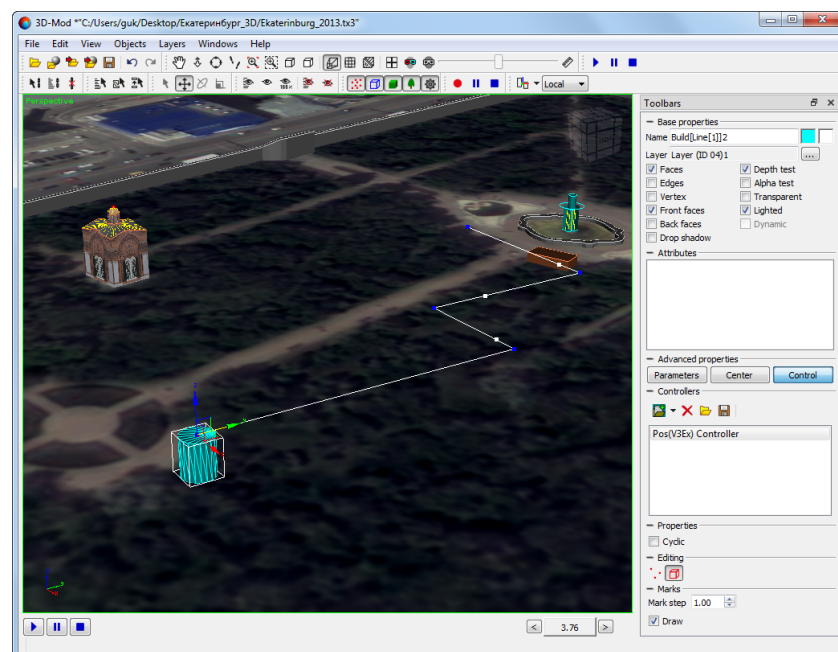 3D-Mod *"C:/Users/guk/Desktop/Екатеринбург_3D/Ekaterinburg_2013.tx3"
File Edit View Objects Layers Windows Help
100%
Local
Perspective
Toolbars
Base properties
Name Build[Line[1]]2
Layer Layer (ID 04)1 ...
Faces Depth test
Edges Alpha test
Vertex Transparent
Front faces Lighted
Back faces Dynamic
Drop shadow
Attributes
Advanced properties
Parameters Center Control
Controllers
Pos(V3Ex) Controller
Properties
Cyclic
Editing
Marks
Mark step 1.00
Draw
< 3.76 >